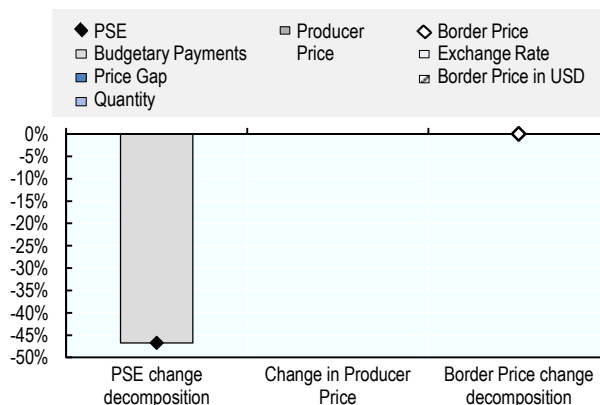 PSE
Budgetary Payments
Price Gap
Quantity
Producer
Price
Border Price
Exchange Rate
Border Price in USD
0%
-5%
-10%
-15%
-20%
-25%
-30%
-35%
-40%
-45%
-50%
PSE change
decomposition
Change in Producer
Price
Border Price change
decomposition